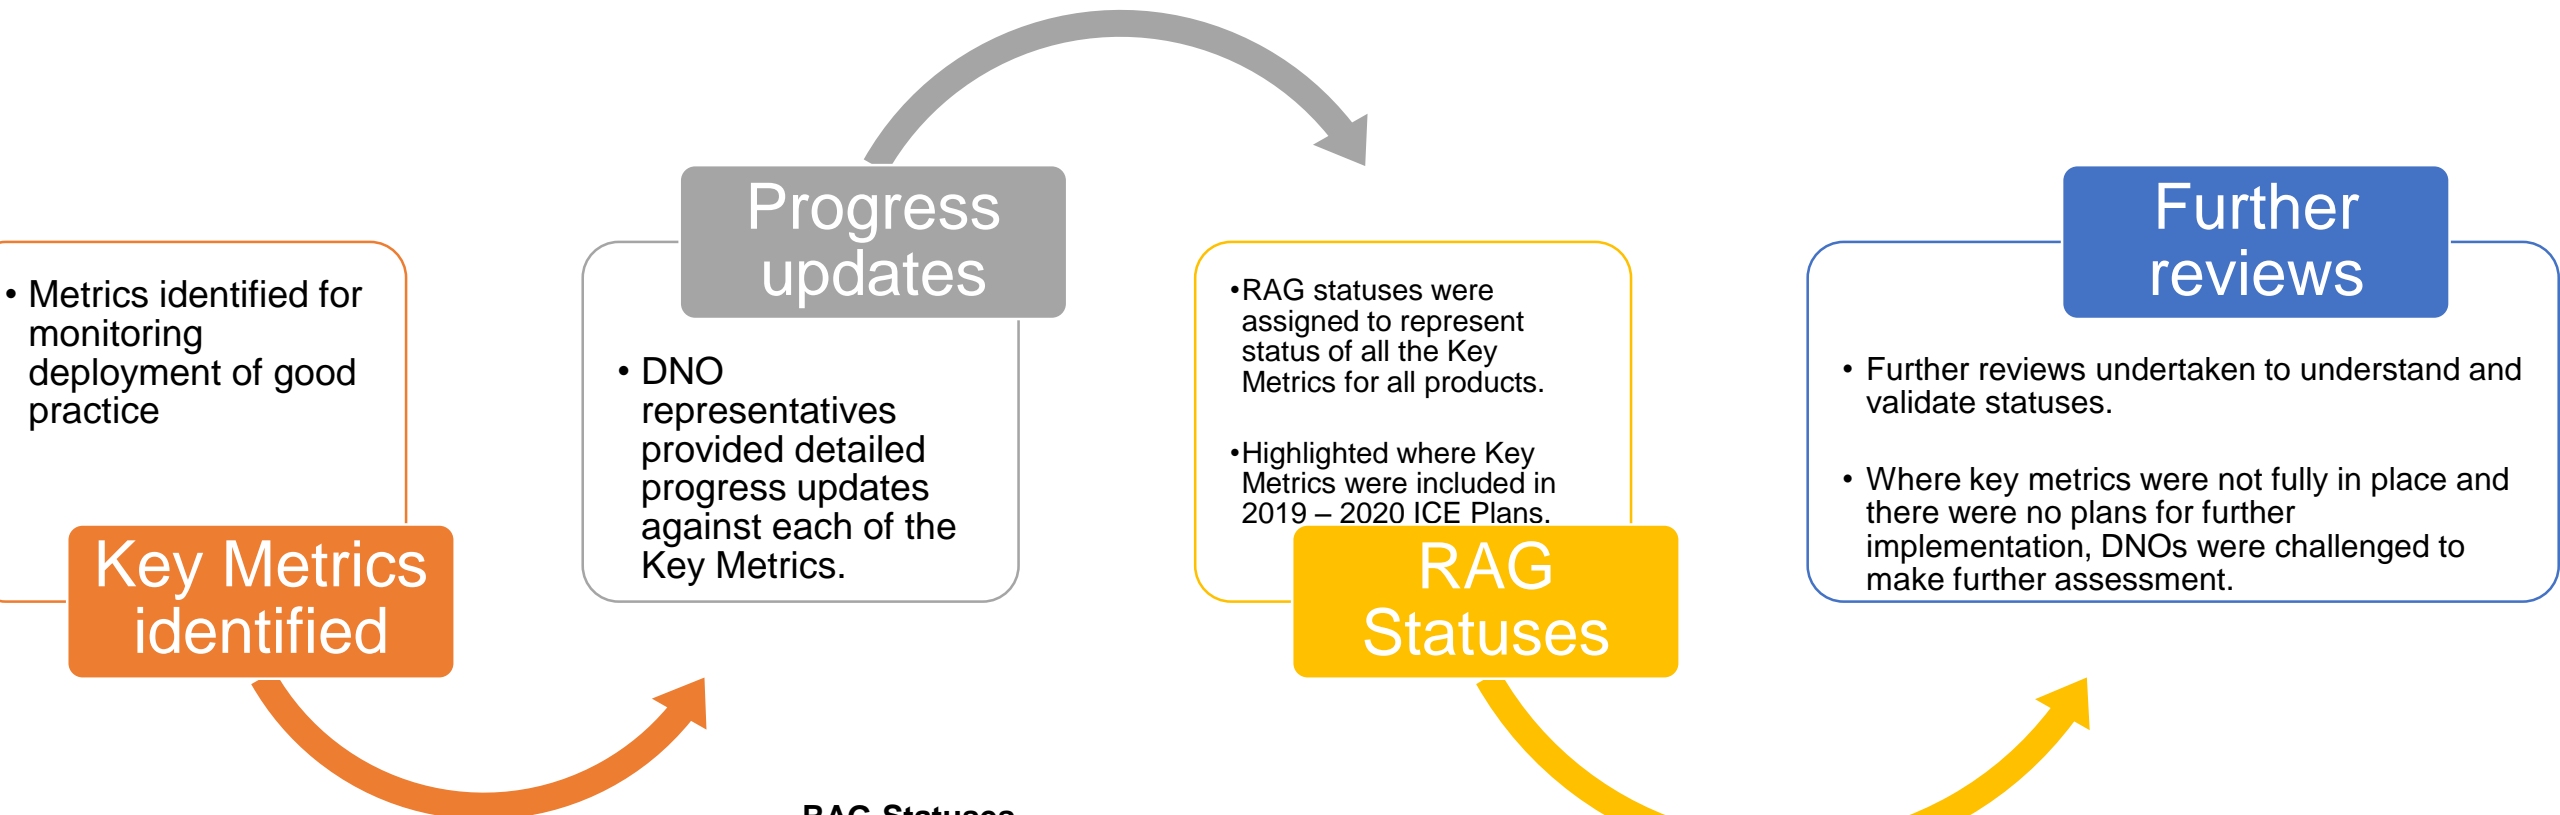 • Metrics identified for
monitoring
deployment of good
practice
Key Metrics
identified
Progress
updates
• DNO
representatives
provided detailed
progress updates
against each of the
Key Metrics.
•RAG statuses were
assigned to represent
status of all the Key
Metrics for all products.
•Highlighted where Key
Metrics were included in
2019 – 2020 ICE Plans.
RAG
Statuses
Further
reviews
• Further reviews undertaken to understand and
validate statuses.
• Where key metrics were not fully in place and
there were no plans for further
implementation, DNOs were challenged to
make further assessment.
RAG Statuses